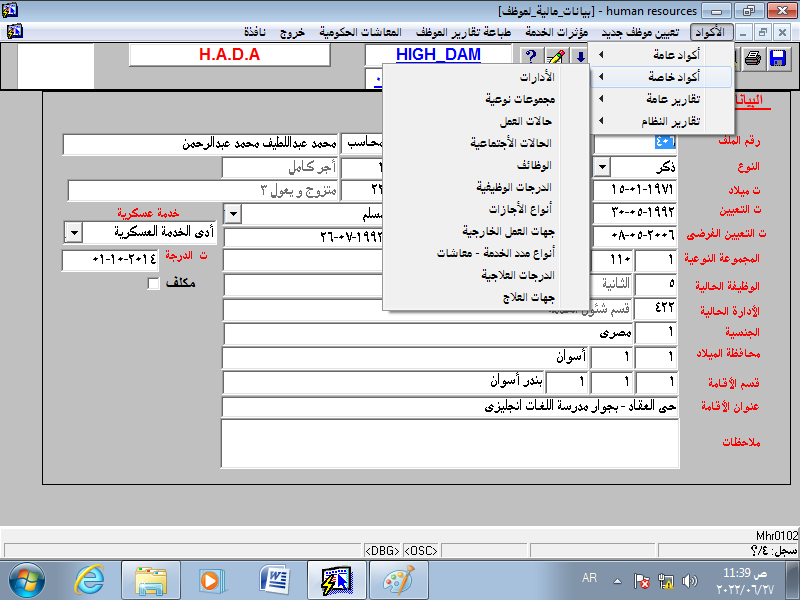 human resources - [بيانات_مالية_لموظف]
الأكواد تعيين موظف جديد مؤثرات الخدمة طباعة تقارير الموظف المعاشات الحكومية خروج نافذة
H.A.D.A
HIGH_DAM
أكواد عامة
أكواد خاصة
تقارير عامة
تقارير النظام
الأدارات
مجموعات نوعية
حالات العمل
الحالات الأجتماعية
الوظائف
الدرجات الوظيفية
أنواع الأجازات
جهات العمل الخارجية
أنواع مدد الخدمة - معاشات
الدرجات العلاجية
جهات العلاج
رقم الملف ٤٠٦ محاسب محمد عبداللطيف محمد عبدالرحمن
النوع ذكر ١ أجر كامل
ت ميلاد ١٥-٠١-١٩٧١ ٢٢ متزوج و يعول ٣
ت التعيين ٣٠-٠٥-١٩٩٢ مسلم خدمة عسكرية
ت التعيين الفرضى ٠٨-٠٥-٢٠٠٦ ٢٦-٠٧-١٩٩٢ أدى الخدمة العسكرية
المجموعة النوعية ١ ١١٠ ت الدرجة ٠١-١٠-٢٠١٤
الوظيفة الحالية ٥ الثانية مكلف
الأدارة الحالية ٤٢٢ قسم شئون
الجنسية ١ مصرى
محافظة الميلاد ١ ١ أسوان
قسم الأقامة ١ ١ ١ بندر أسوان
عنوان الأقامة حى العقاد - بجوار مدرسة اللغات انجليزى
ملاحظات
Mhr0102
سجل: ٤/؟ <OSC> <DBG>
AR
11:39 ص
٢٠٢٢/٠٦/٢٧